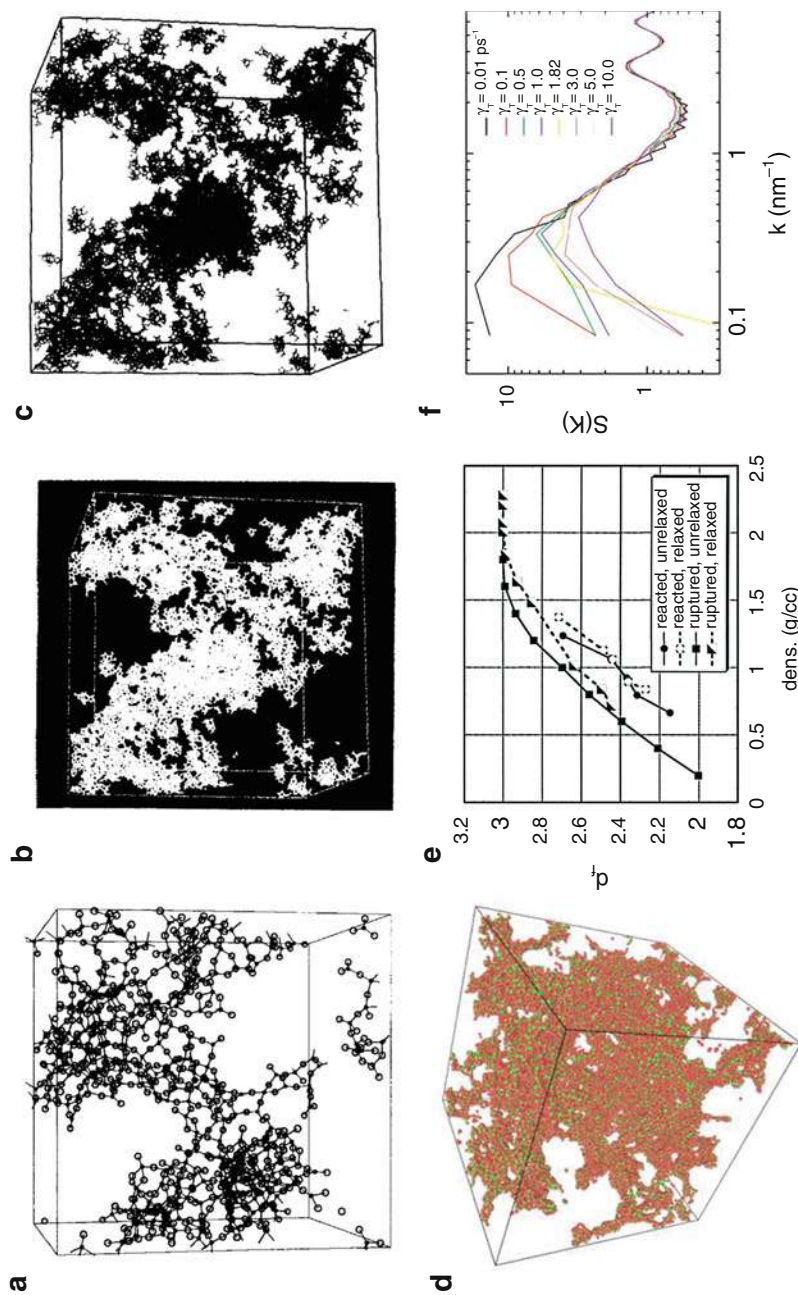 a
b
c
d
e
3.2
3
2.8
2.6
2.4
2.2
2
1.8
d_f
0
0.5
1
1.5
2
2.5
dens. (g/cc)
reacted, unrelaxed
reacted, relaxed
ruptured, unrelaxed
ruptured, relaxed
f
10
1
S(K)
0.1
1
k (nm⁻¹)
γ_T = 0.01 ps⁻¹
γ_T = 0.1
γ_T = 0.5
γ_T = 1.0
γ_T = 1.82
γ_T = 3.0
γ_T = 5.0
γ_T = 10.0